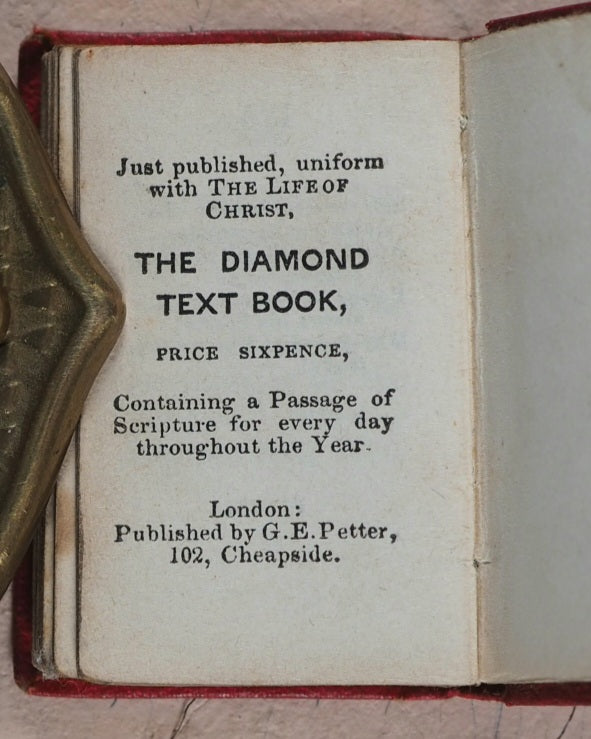 Just published, uniform
with THE LIFE OF
CHRIST,
THE DIAMOND
TEXT BOOK,
PRICE SIXPENCE,
Containing a Passage of
Scripture for every day
throughout the Year.
London:
Published by G.E.Petter,
102, Cheapside.